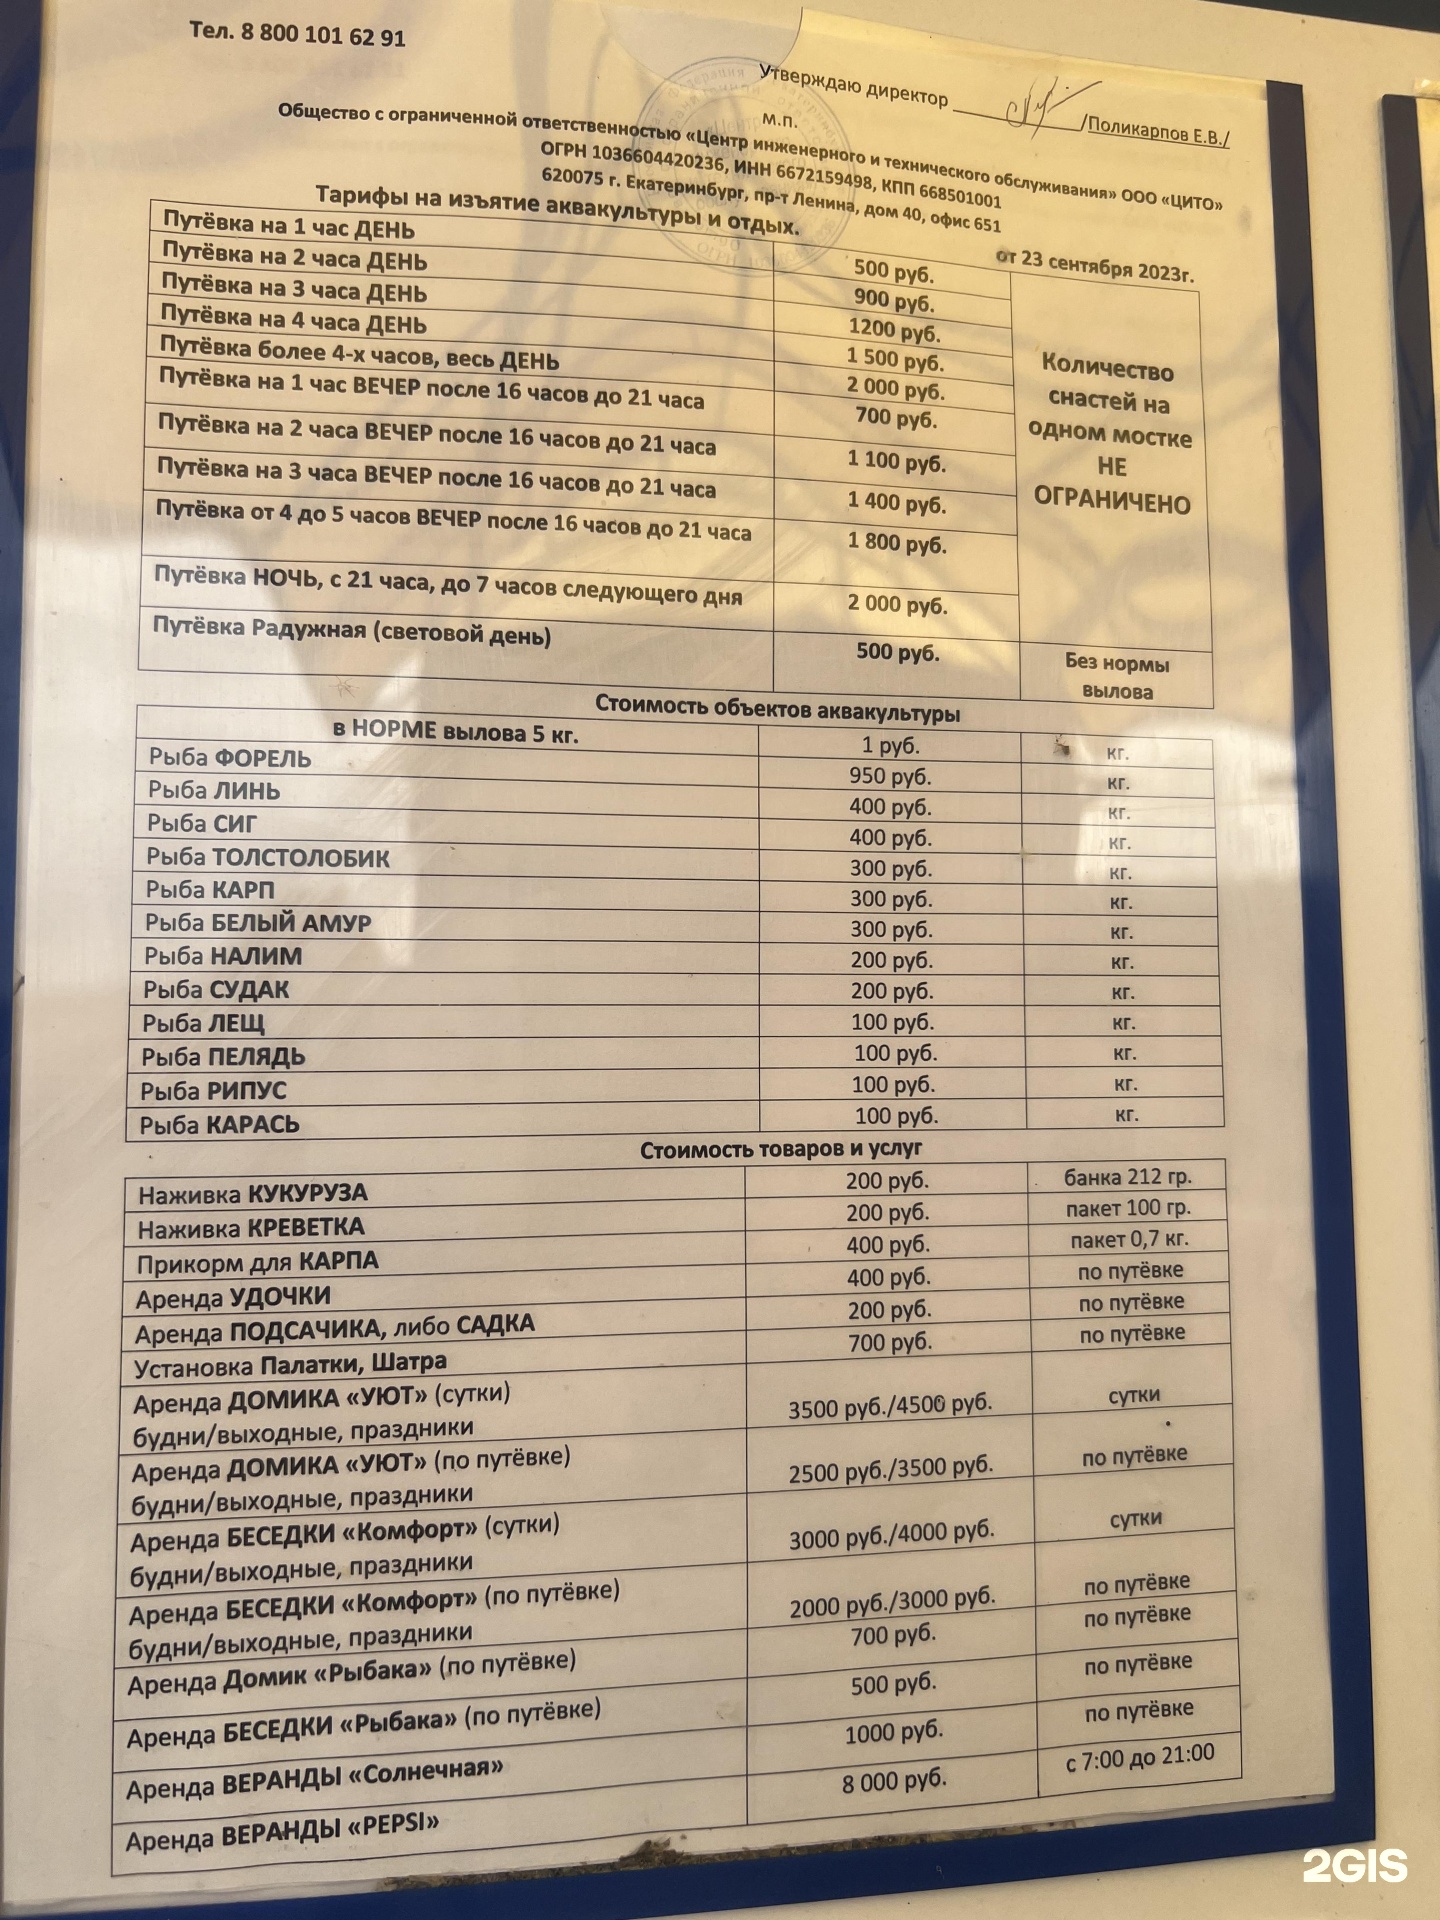 Тел. 8 800 101 62 91
Утверждаю директор /Поликарпов Е.В./
м.п.
Общество с ограниченной ответственностью «Центр инженерного и технического обслуживания» ООО «ЦИТО»
ОГРН 1036604420236, ИНН 6672159498, КПП 668501001
620075 г. Екатеринбург, пр-т Ленина, дом 40, офис 651
Тарифы на изъятие аквакультуры и отдых.
от 23 сентября 2023г.
Путёвка на 1 час ДЕНЬ 500 руб.
Путёвка на 2 часа ДЕНЬ 900 руб.
Путёвка на 3 часа ДЕНЬ 1200 руб.
Путёвка на 4 часа ДЕНЬ 1 500 руб.
Путёвка более 4-х часов, весь ДЕНЬ 2 000 руб.
Путёвка на 1 час ВЕЧЕР после 16 часов до 21 часа 700 руб.
Путёвка на 2 часа ВЕЧЕР после 16 часов до 21 часа 1 100 руб.
Путёвка на 3 часа ВЕЧЕР после 16 часов до 21 часа 1 400 руб.
Путёвка от 4 до 5 часов ВЕЧЕР после 16 часов до 21 часа 1 800 руб.
Путёвка НОЧЬ, с 21 часа, до 7 часов следующего дня 2 000 руб.
Количество
снастей на
одном мостке
НЕ
ОГРАНИЧЕНО
Путёвка Радужная (световой день) 500 руб. Без нормы
вылова
Стоимость объектов аквакультуры
в НОРМЕ вылова 5 кг. 1 руб. кг.
Рыба ФОРЕЛЬ 950 руб. кг.
Рыба ЛИНЬ 400 руб. кг.
Рыба СИГ 400 руб. кг.
Рыба ТОЛСТОЛОБИК 300 руб. кг.
Рыба КАРП 300 руб. кг.
Рыба БЕЛЫЙ АМУР 300 руб. кг.
Рыба НАЛИМ 200 руб. кг.
Рыба СУДАК 200 руб. кг.
Рыба ЛЕЩ 100 руб. кг.
Рыба ПЕЛЯДЬ 100 руб. кг.
Рыба РИПУС 100 руб. кг.
Рыба КАРАСЬ 100 руб. кг.
Стоимость товаров и услуг
Наживка КУКУРУЗА 200 руб. банка 212 гр.
Наживка КРЕВЕТКА 200 руб. пакет 100 гр.
Прикорм для КАРПА 400 руб. пакет 0,7 кг.
Аренда УДОЧКИ 400 руб. по путёвке
Аренда ПОДСАЧИКА, либо САДКА 200 руб. по путёвке
Установка Палатки, Шатра 700 руб. по путёвке
Аренда ДОМИКА «УЮТ» (сутки)
будни/выходные, праздники 3500 руб./4500 руб. сутки
Аренда ДОМИКА «УЮТ» (по путёвке)
будни/выходные, праздники 2500 руб./3500 руб. по путёвке
Аренда БЕСЕДКИ «Комфорт» (сутки)
будни/выходные, праздники 3000 руб./4000 руб. сутки
Аренда БЕСЕДКИ «Комфорт» (по путёвке)
будни/выходные, праздники 2000 руб./3000 руб. по путёвке
Аренда Домик «Рыбака» (по путёвке) 700 руб. по путёвке
Аренда БЕСЕДКИ «Рыбака» (по путёвке) 500 руб. по путёвке
Аренда ВЕРАНДЫ «Солнечная» 1000 руб. по путёвке
Аренда ВЕРАНДЫ «PEPSI» 8 000 руб. с 7:00 до 21:00
2GIS